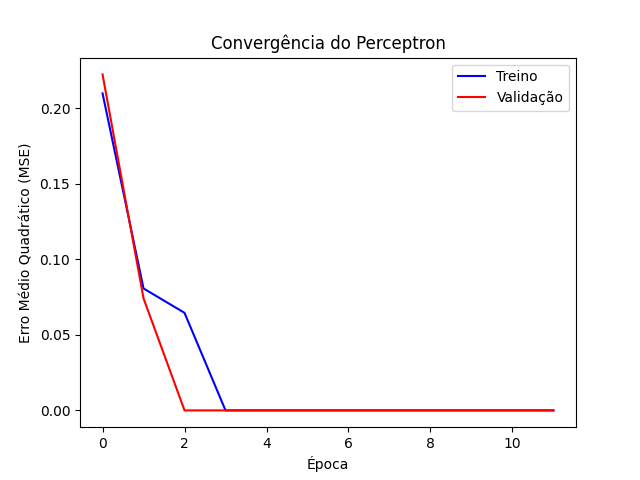 Convergência do Perceptron
Treino
Validação
Erro Médio Quadrático (MSE)
0.20
0.15
0.10
0.05
0.00
0 2 4 6 8 10
Época